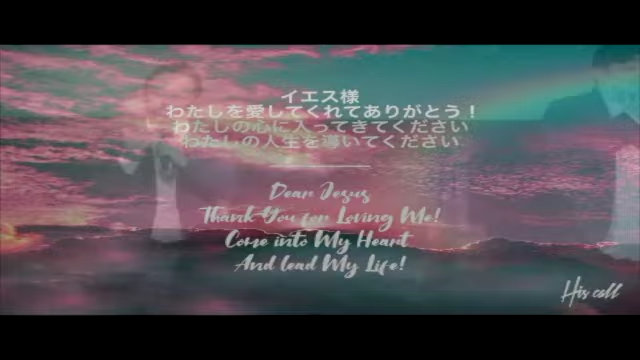 イエス様
わたしを愛してくれてありがとう！
わたしの心に入ってきてください
わたしの人生を導いてください
Dear Jesus
Thank You for Loving Me!
Come into My Heart
And lead My Life!
His call